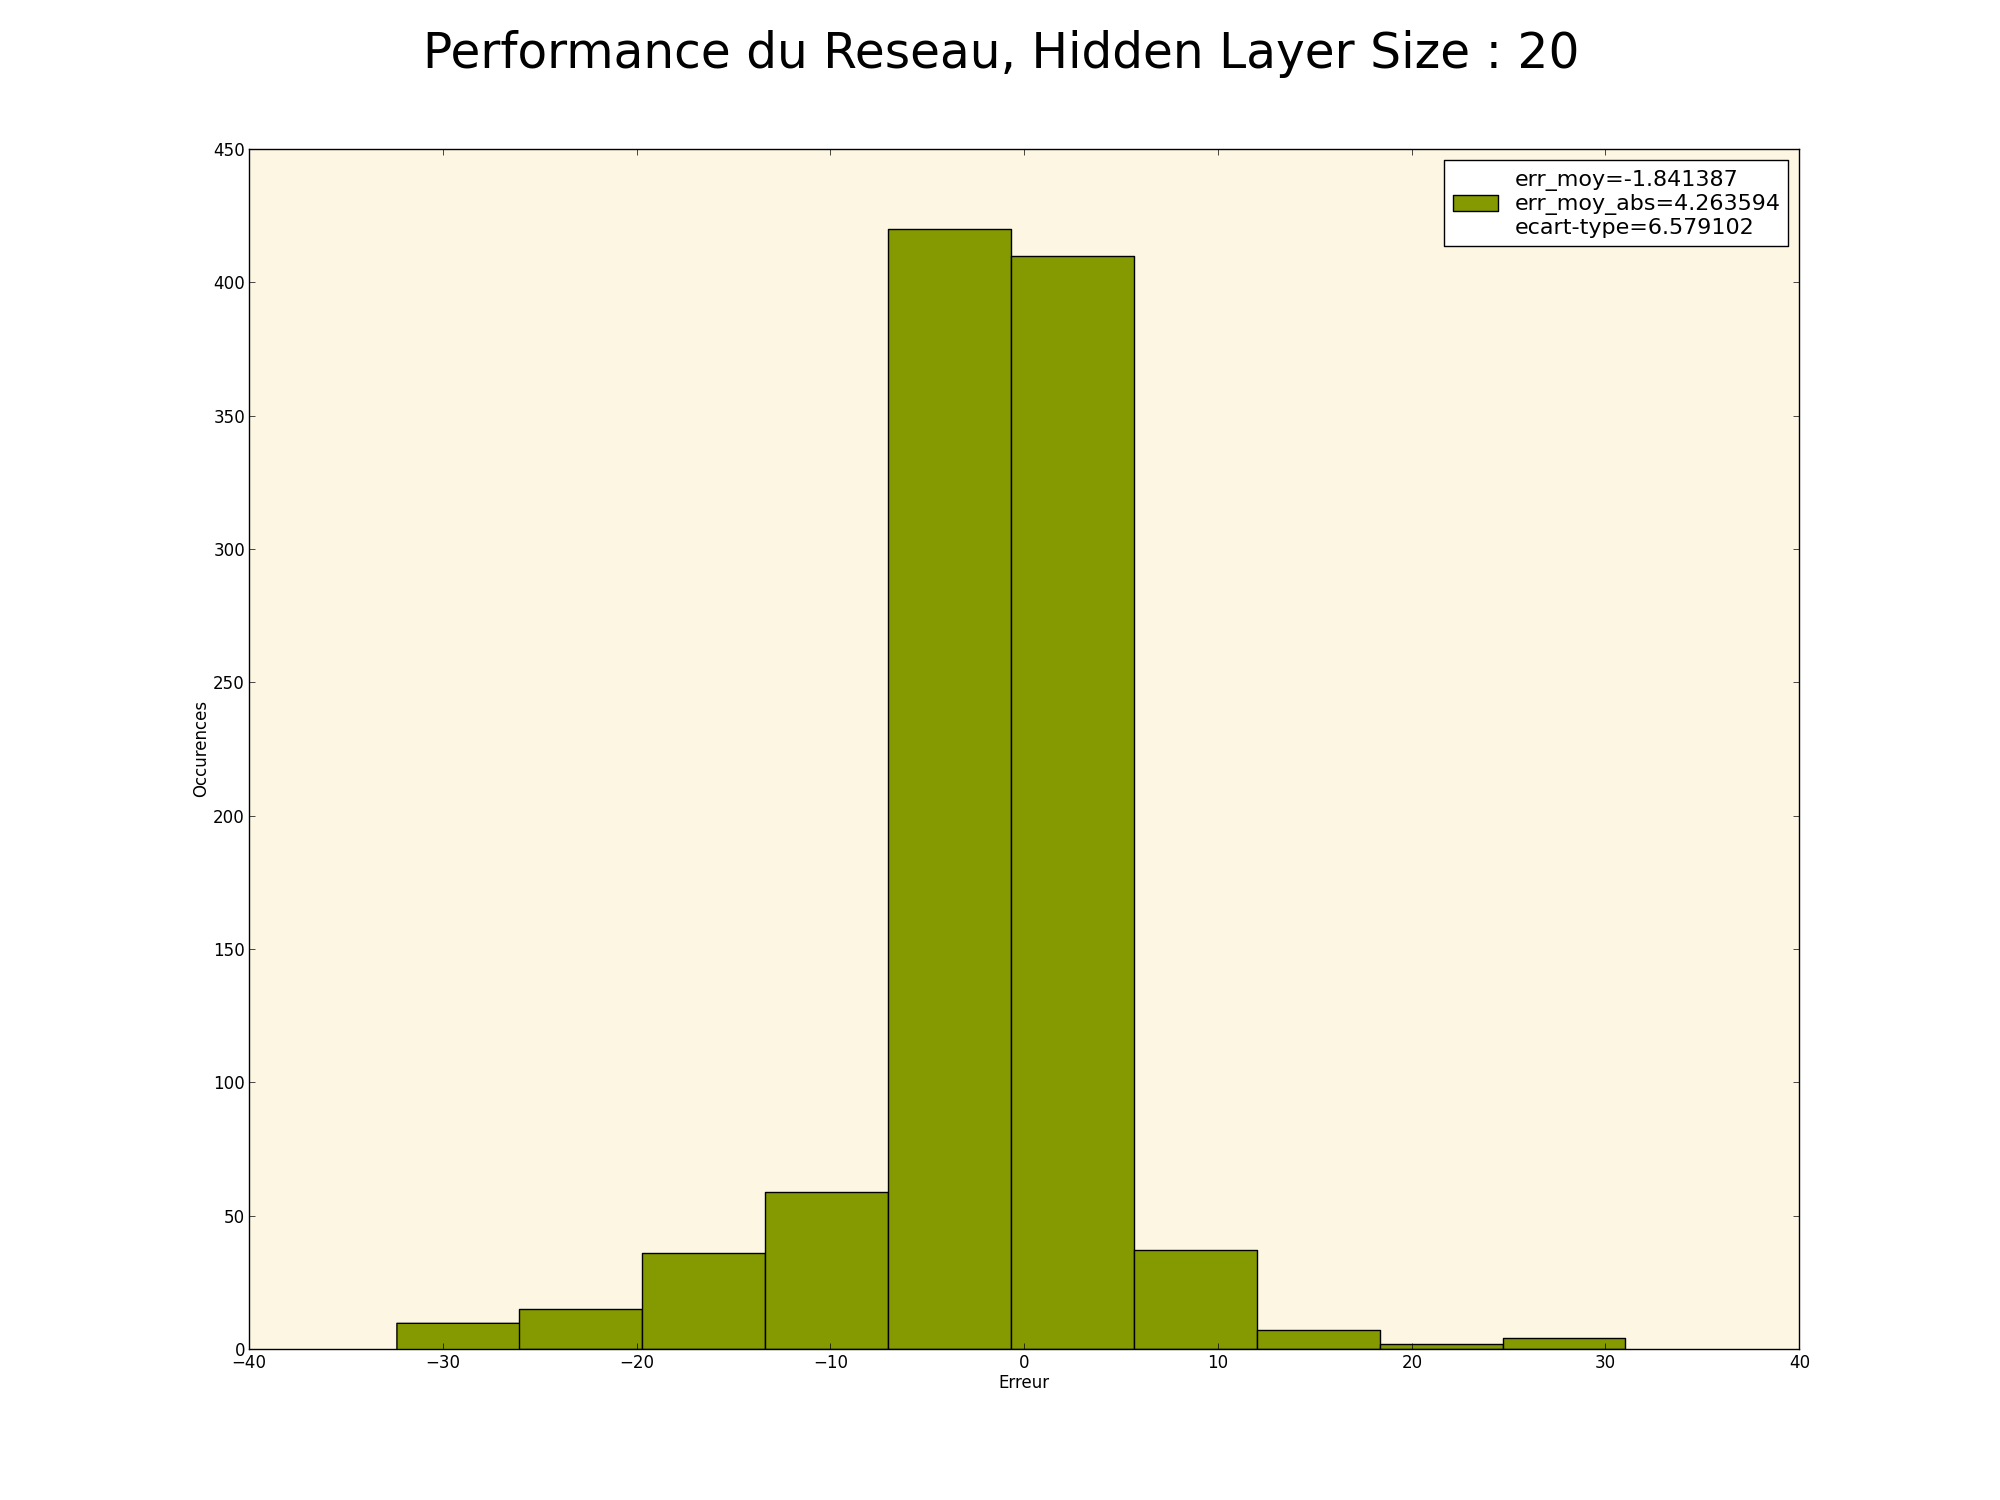 Performance du Reseau, Hidden Layer Size : 20
450
400
350
300
250
200
150
100
50
0
err_moy=-1.841387
err_moy_abs=4.263594
ecart-type=6.579102
Occurences
−40 −30 −20 −10 0 10 20 30 40
Erreur